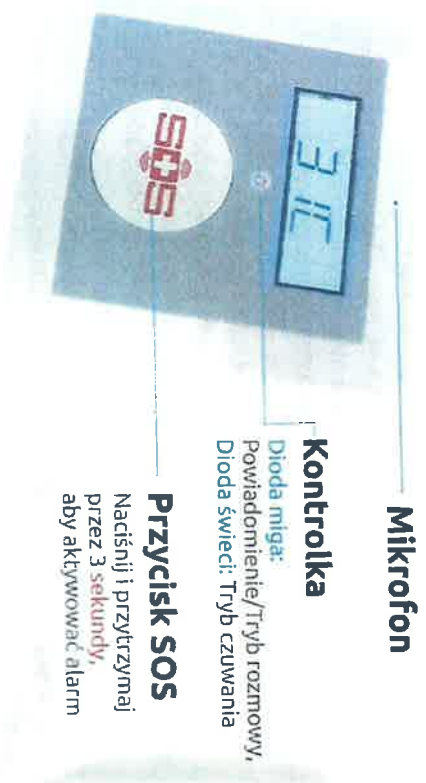 Mikrofon
31C
Kontrolka
Dioda miga:
Powiadomienie/Tryb rozmowy,
Dioda świeci: Tryb czuwania
SOS
Przycisk SOS
Naciśnij i przytrzymaj
przez 3 sekundy,
aby aktywować alarm